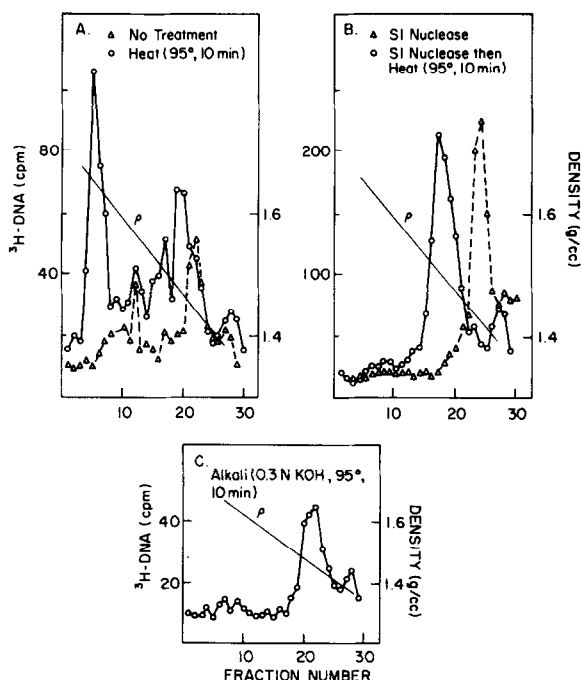 A.
△ No Treatment
○ Heat (95°, 10 min)
³H-DNA (cpm)
80
40
ρ
1.6
1.4
10 20 30
B.
△ SI Nuclease
○ SI Nuclease then
Heat (95°, 10 min)
200
100
ρ
1.6
1.4
DENSITY (g/cc)
10 20 30
C.
Alkali (0.3 N KOH, 95°,
10 min)
³H-DNA (cpm)
40
20
ρ
1.6
1.4
DENSITY (g/cc)
10 20 30
FRACTION NUMBER